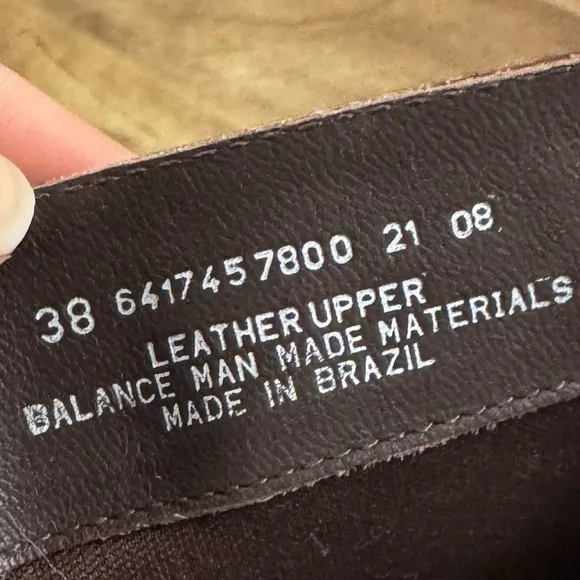 38 6417457800 21 08
LEATHER UPPER
BALANCE MAN MADE MATERIALS
MADE IN BRAZIL